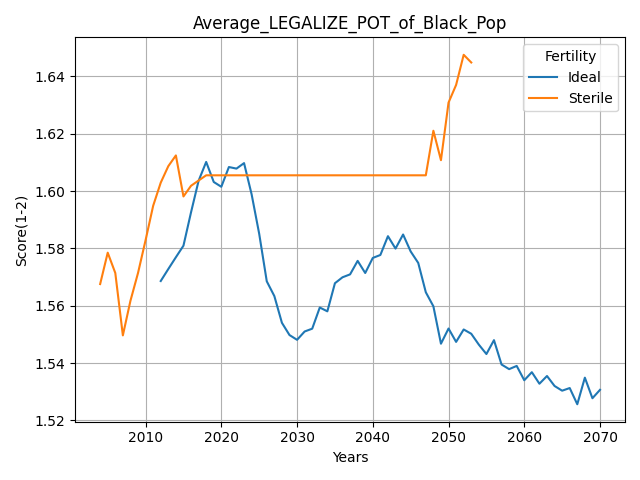 Average_LEGALIZE_POT_of_Black_Pop
Fertility
Ideal
Sterile
Score(1-2)
1.64
1.62
1.60
1.58
1.56
1.54
1.52
2010 2020 2030 2040 2050 2060 2070
Years